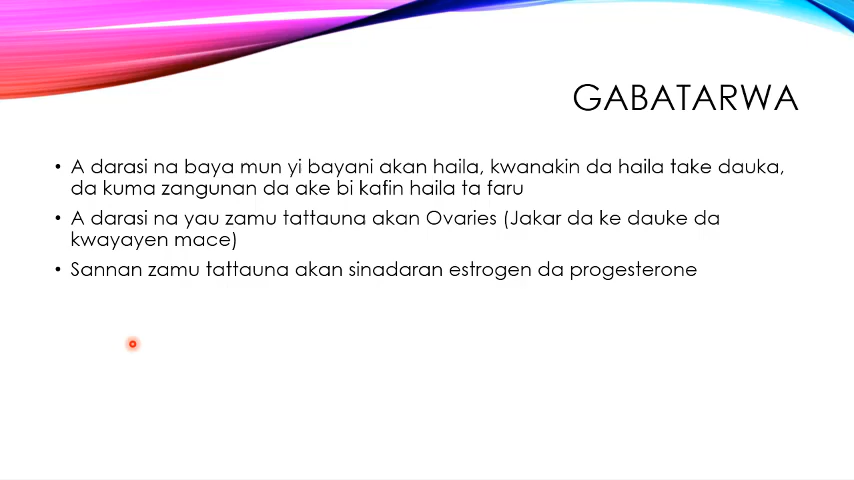 GABATARWA
• A darasi na baya mun yi bayani akan haila, kwanakin da haila take dauka,
da kuma zangunan da ake bi kafin haila ta faru
• A darasi na yau zamu tattauna akan Ovaries (Jakar da ke dauke da
kwayayen mace)
• Sannan zamu tattauna akan sinadaran estrogen da progesterone